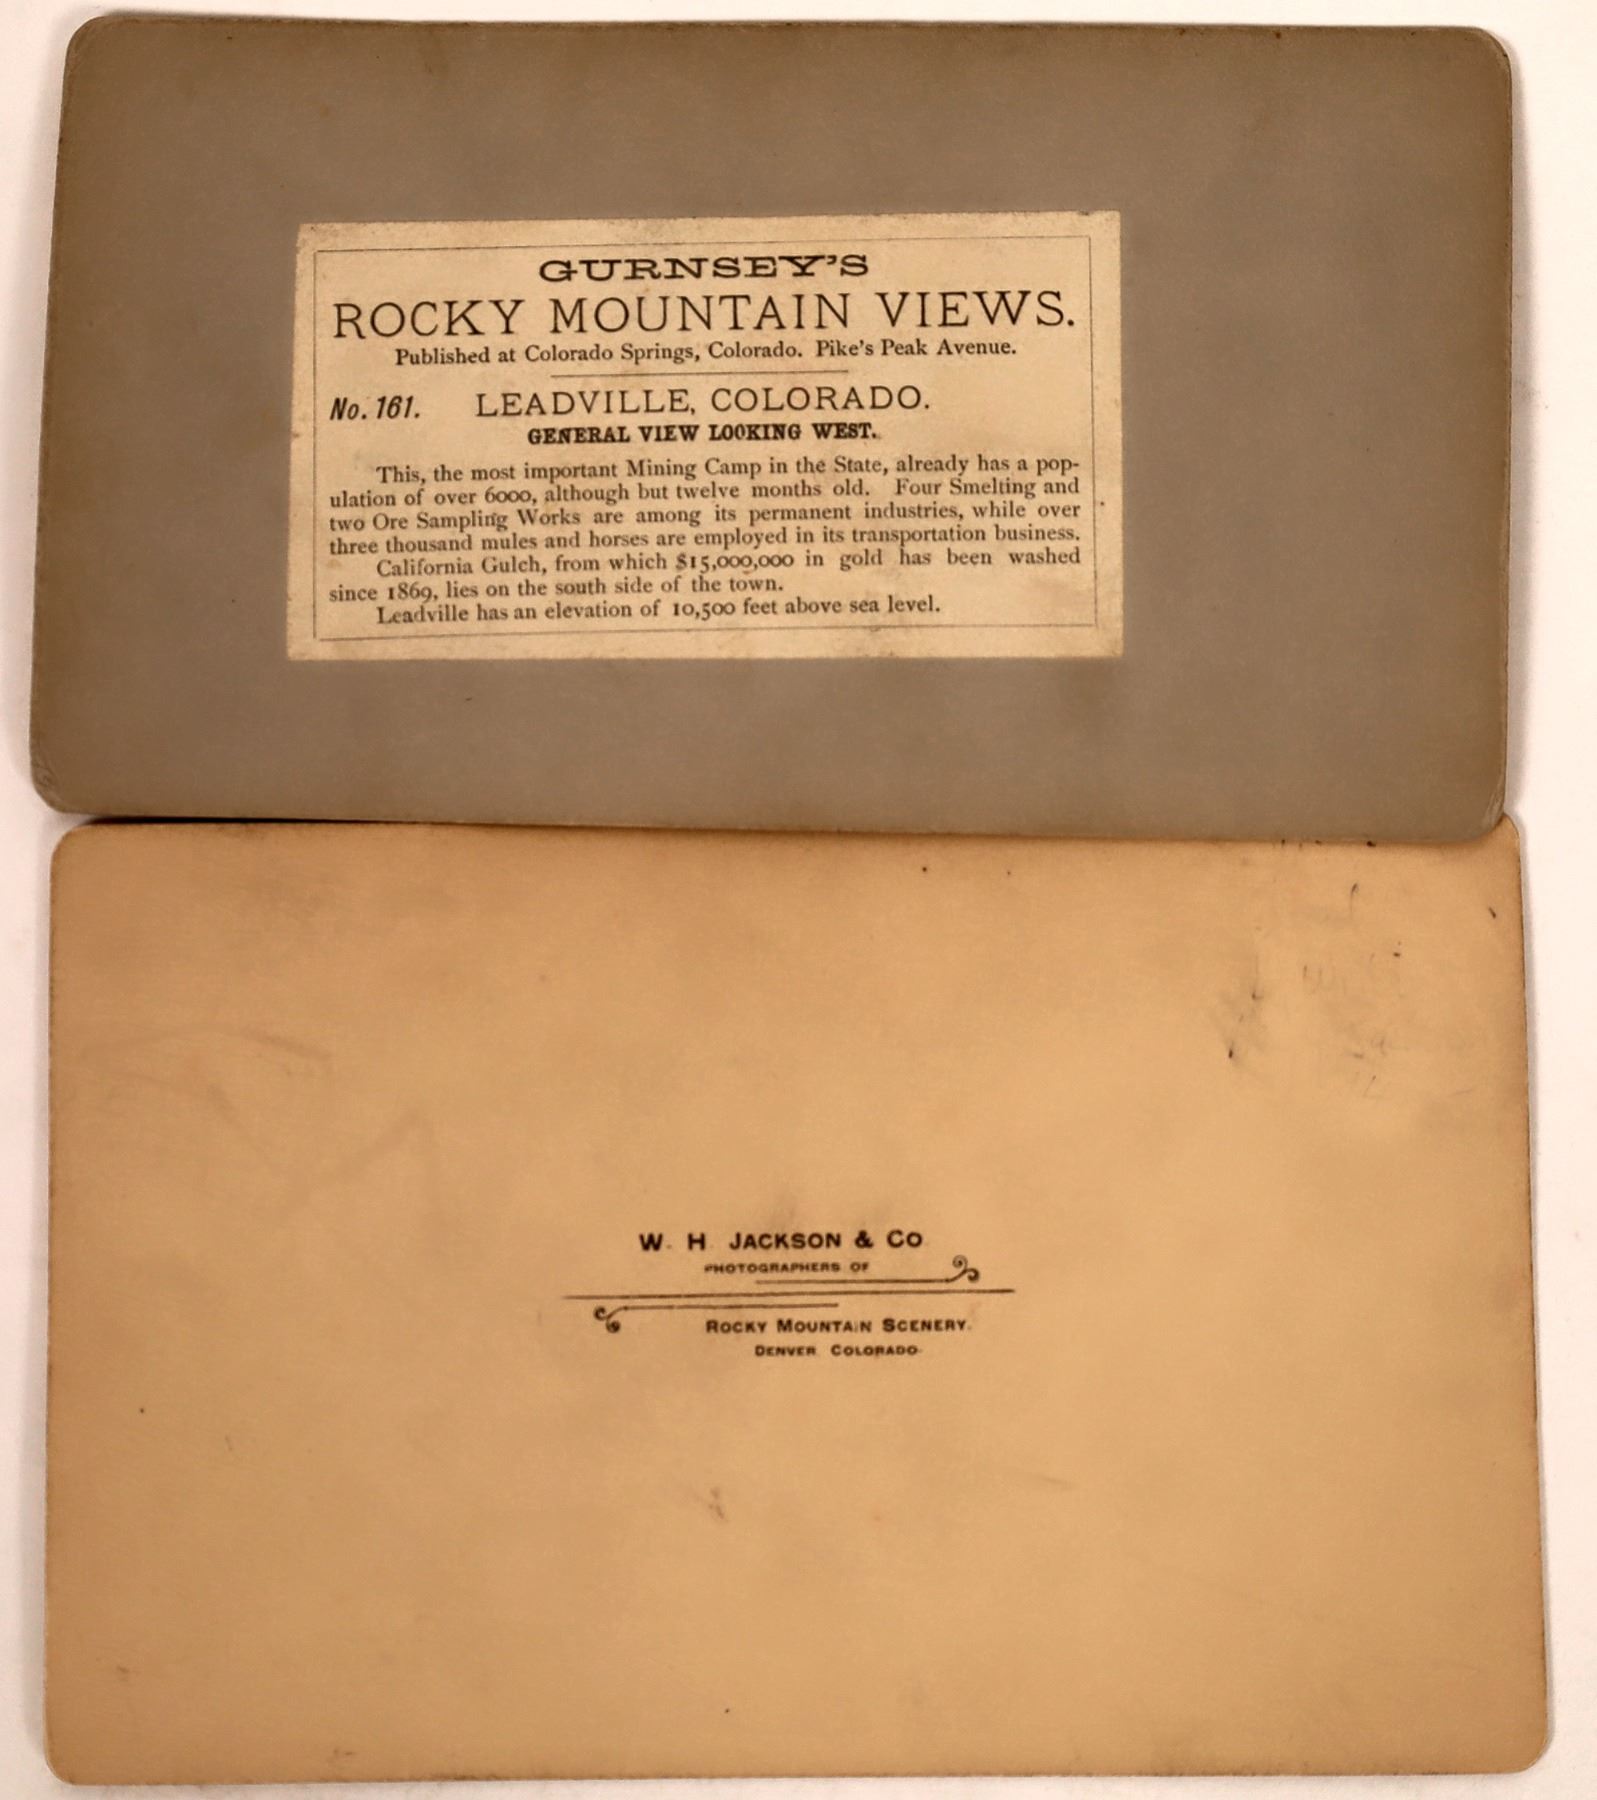 GURNSEY'S
ROCKY MOUNTAIN VIEWS.
Published at Colorado Springs, Colorado. Pike's Peak Avenue.
No. 161. LEADVILLE, COLORADO.
GENERAL VIEW LOOKING WEST.
This, the most important Mining Camp in the State, already has a pop-
ulation of over 6000, although but twelve months old. Four Smelting and
two Ore Sampling Works are among its permanent industries, while over
three thousand mules and horses are employed in its transportation business.
California Gulch, from which $15,000,000 in gold has been washed
since 1869, lies on the south side of the town.
Leadville has an elevation of 10,500 feet above sea level.
W. H. JACKSON & CO
PHOTOGRAPHERS OF
ROCKY MOUNTAIN SCENERY.
DENVER COLORADO